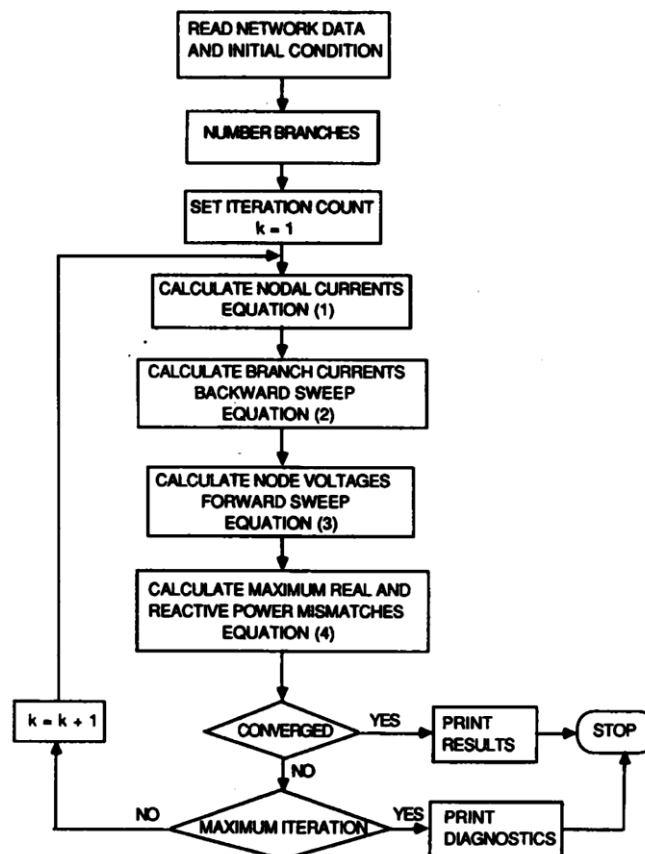 READ NETWORK DATA
AND INITIAL CONDITION
NUMBER BRANCHES
SET ITERATION COUNT
k = 1
CALCULATE NODAL CURRENTS
EQUATION (1)
CALCULATE BRANCH CURRENTS
BACKWARD SWEEP
EQUATION (2)
CALCULATE NODE VOLTAGES
FORWARD SWEEP
EQUATION (3)
CALCULATE MAXIMUM REAL AND
REACTIVE POWER MISMATCHES
EQUATION (4)
k = k + 1
CONVERGED
YES
PRINT
RESULTS
STOP
NO
NO
MAXIMUM ITERATION
YES
PRINT
DIAGNOSTICS